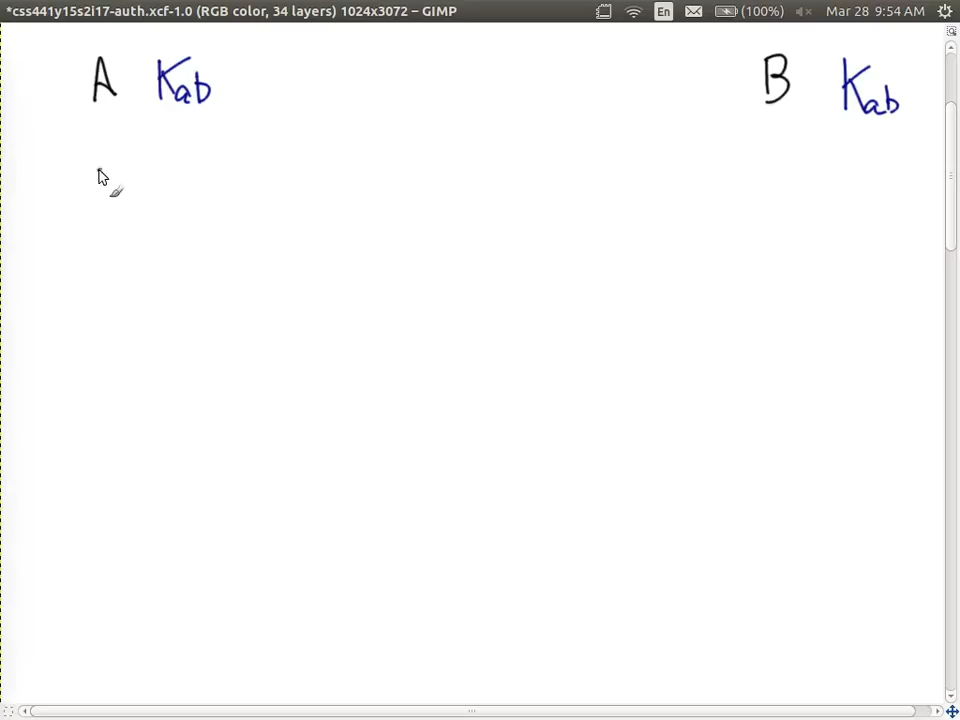 *css441y15s2i17-auth.xcf-1.0 (RGB color, 34 layers) 1024x3072 – GIMP En (100%) Mar 28 9:54 AM
A Kab B Kab